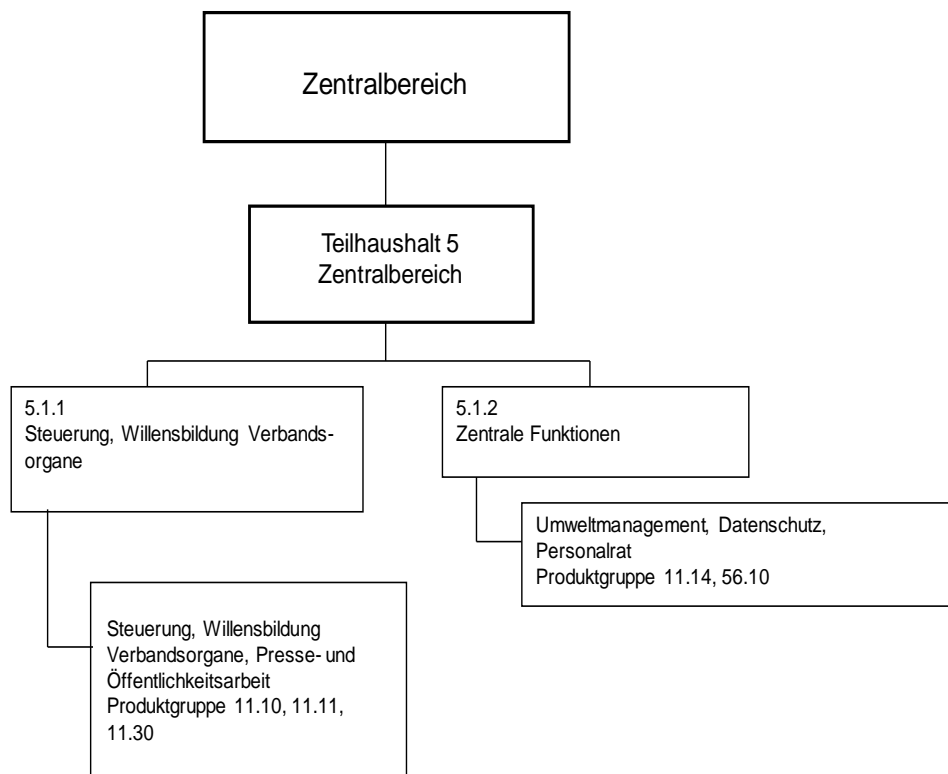 Zentralbereich
Teilhaushalt 5
Zentralbereich
5.1.1
Steuerung, Willensbildung Verbands-
organe
5.1.2
Zentrale Funktionen
Umweltmanagement, Datenschutz,
Personalrat
Produktgruppe 11.14, 56.10
Steuerung, Willensbildung
Verbandsorgane, Presse- und
Öffentlichkeitsarbeit
Produktgruppe 11.10, 11.11,
11.30